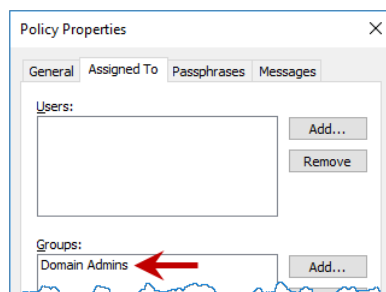 Policy Properties
General Assigned To Passphrases Messages
Users:
Add...
Remove
Groups:
Domain Admins
Add...